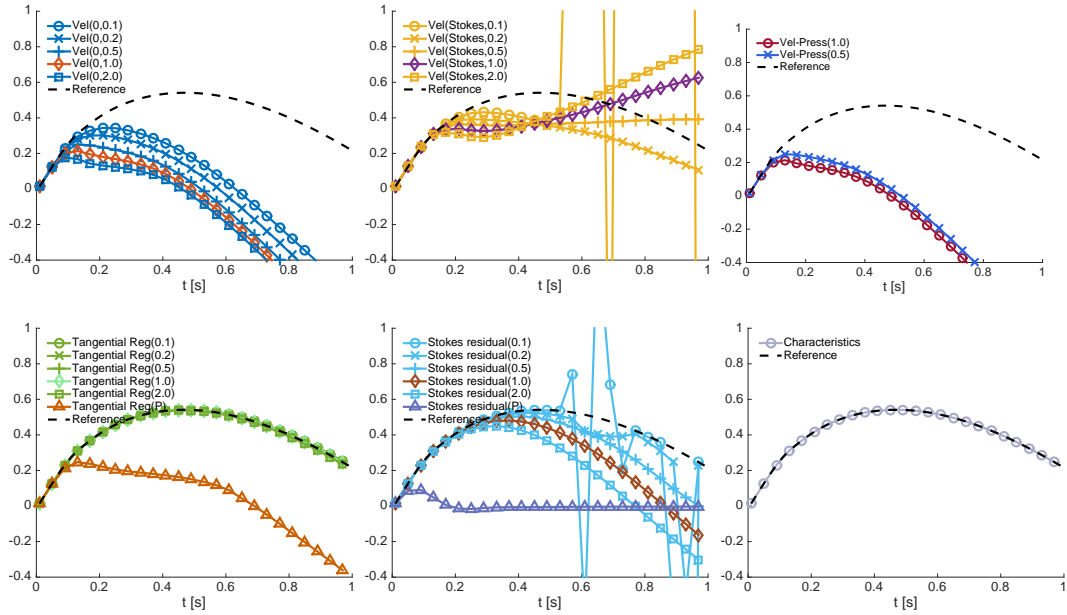 1
0.8
0.6
0.4
0.2
0
-0.2
-0.4
0
0.2
0.4
0.6
0.8
1
t [s]
Vel(0,0.1)
Vel(0,0.2)
Vel(0,0.5)
Vel(0,1.0)
Vel(0,2.0)
Reference
1
0.8
0.6
0.4
0.2
0
-0.2
-0.4
0
0.2
0.4
0.6
0.8
1
t [s]
Vel(Stokes,0.1)
Vel(Stokes,0.2)
Vel(Stokes,0.5)
Vel(Stokes,1.0)
Vel(Stokes,2.0)
Reference
1
0.8
0.6
0.4
0.2
0
-0.2
-0.4
0
0.2
0.4
0.6
0.8
1
t [s]
Vel-Press(1.0)
Vel-Press(0.5)
Reference
1
0.8
0.6
0.4
0.2
0
-0.2
-0.4
0
0.2
0.4
0.6
0.8
1
t [s]
Tangential Reg(0.1)
Tangential Reg(0.2)
Tangential Reg(0.5)
Tangential Reg(1.0)
Tangential Reg(2.0)
Tangential Reg(P)
Reference
1
0.8
0.6
0.4
0.2
0
-0.2
-0.4
0
0.2
0.4
0.6
0.8
1
t [s]
Stokes residual(0.1)
Stokes residual(0.2)
Stokes residual(0.5)
Stokes residual(1.0)
Stokes residual(2.0)
Stokes residual(P)
Reference
1
0.8
0.6
0.4
0.2
0
-0.2
-0.4
0
0.2
0.4
0.6
0.8
1
t [s]
Characteristics
Reference